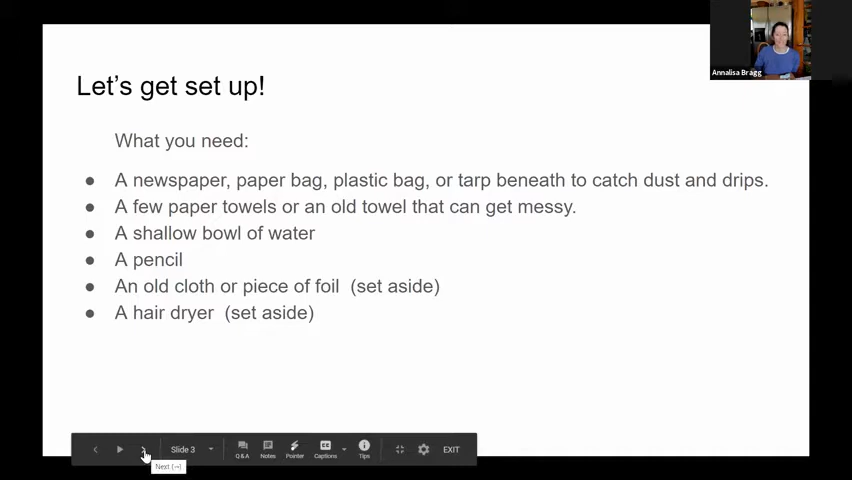 Annalisa Bragg
Let's get set up!
What you need:
● A newspaper, paper bag, plastic bag, or tarp beneath to catch dust and drips.
● A few paper towels or an old towel that can get messy.
● A shallow bowl of water
● A pencil
● An old cloth or piece of foil (set aside)
● A hair dryer (set aside)
Slide 3 Q&A Notes Pointer CC Captions Tips EXIT
Next (→)